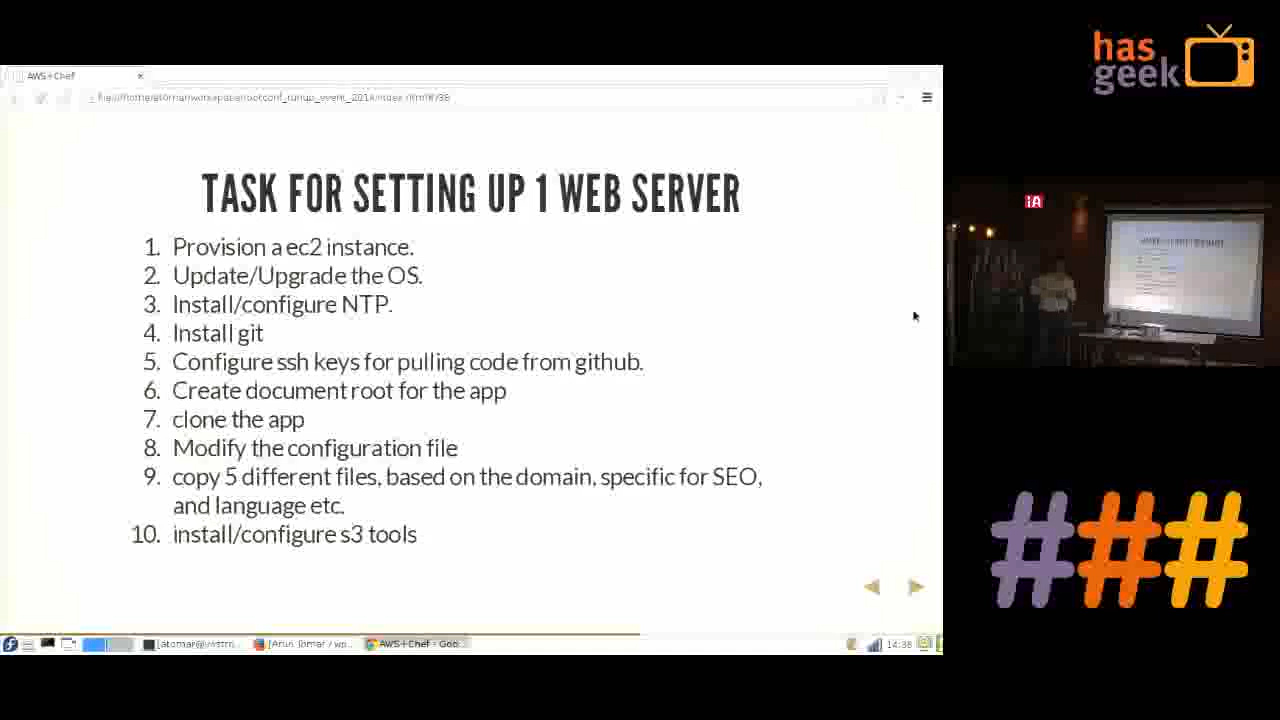 has
geek
AWS+Chef
TASK FOR SETTING UP 1 WEB SERVER
1. Provision a ec2 instance.
2. Update/Upgrade the OS.
3. Install/configure NTP.
4. Install git
5. Configure ssh keys for pulling code from github.
6. Create document root for the app
7. clone the app
8. Modify the configuration file
9. copy 5 different files, based on the domain, specific for SEO,
and language etc.
10. install/configure s3 tools
iA
###
AWS+Chef - Goo...
14:38